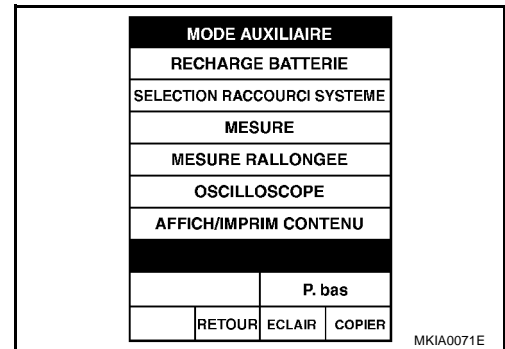 MODE AUXILIAIRE
RECHARGE BATTERIE
SELECTION RACCOURCI SYSTEME
MESURE
MESURE RALLONGEE
OSCILLOSCOPE
AFFICH/IMPRIM CONTENU
P. bas
RETOUR ECLAIR COPIER
MKIA0071E